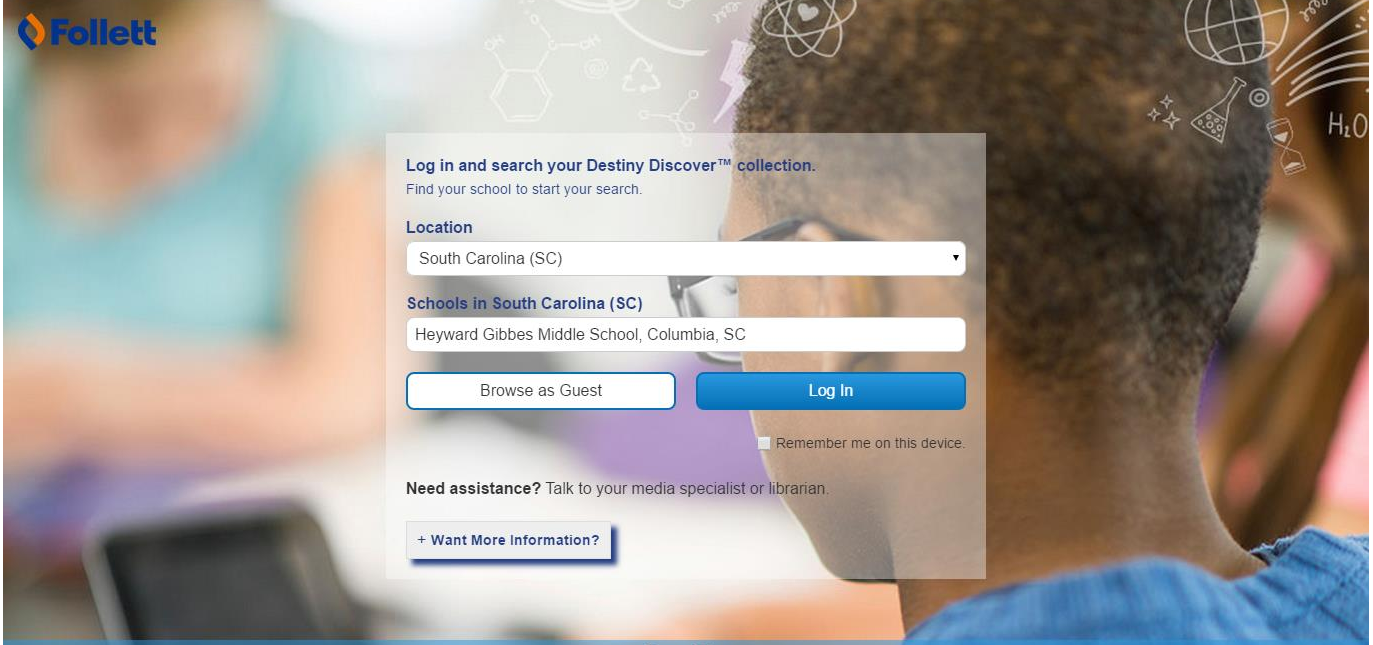 Follett
H₂O
Log in and search your Destiny Discover™ collection.
Find your school to start your search.
Location
South Carolina (SC)
Schools in South Carolina (SC)
Heyward Gibbes Middle School, Columbia, SC
Browse as Guest Log In
Remember me on this device.
Need assistance? Talk to your media specialist or librarian.
+ Want More Information?